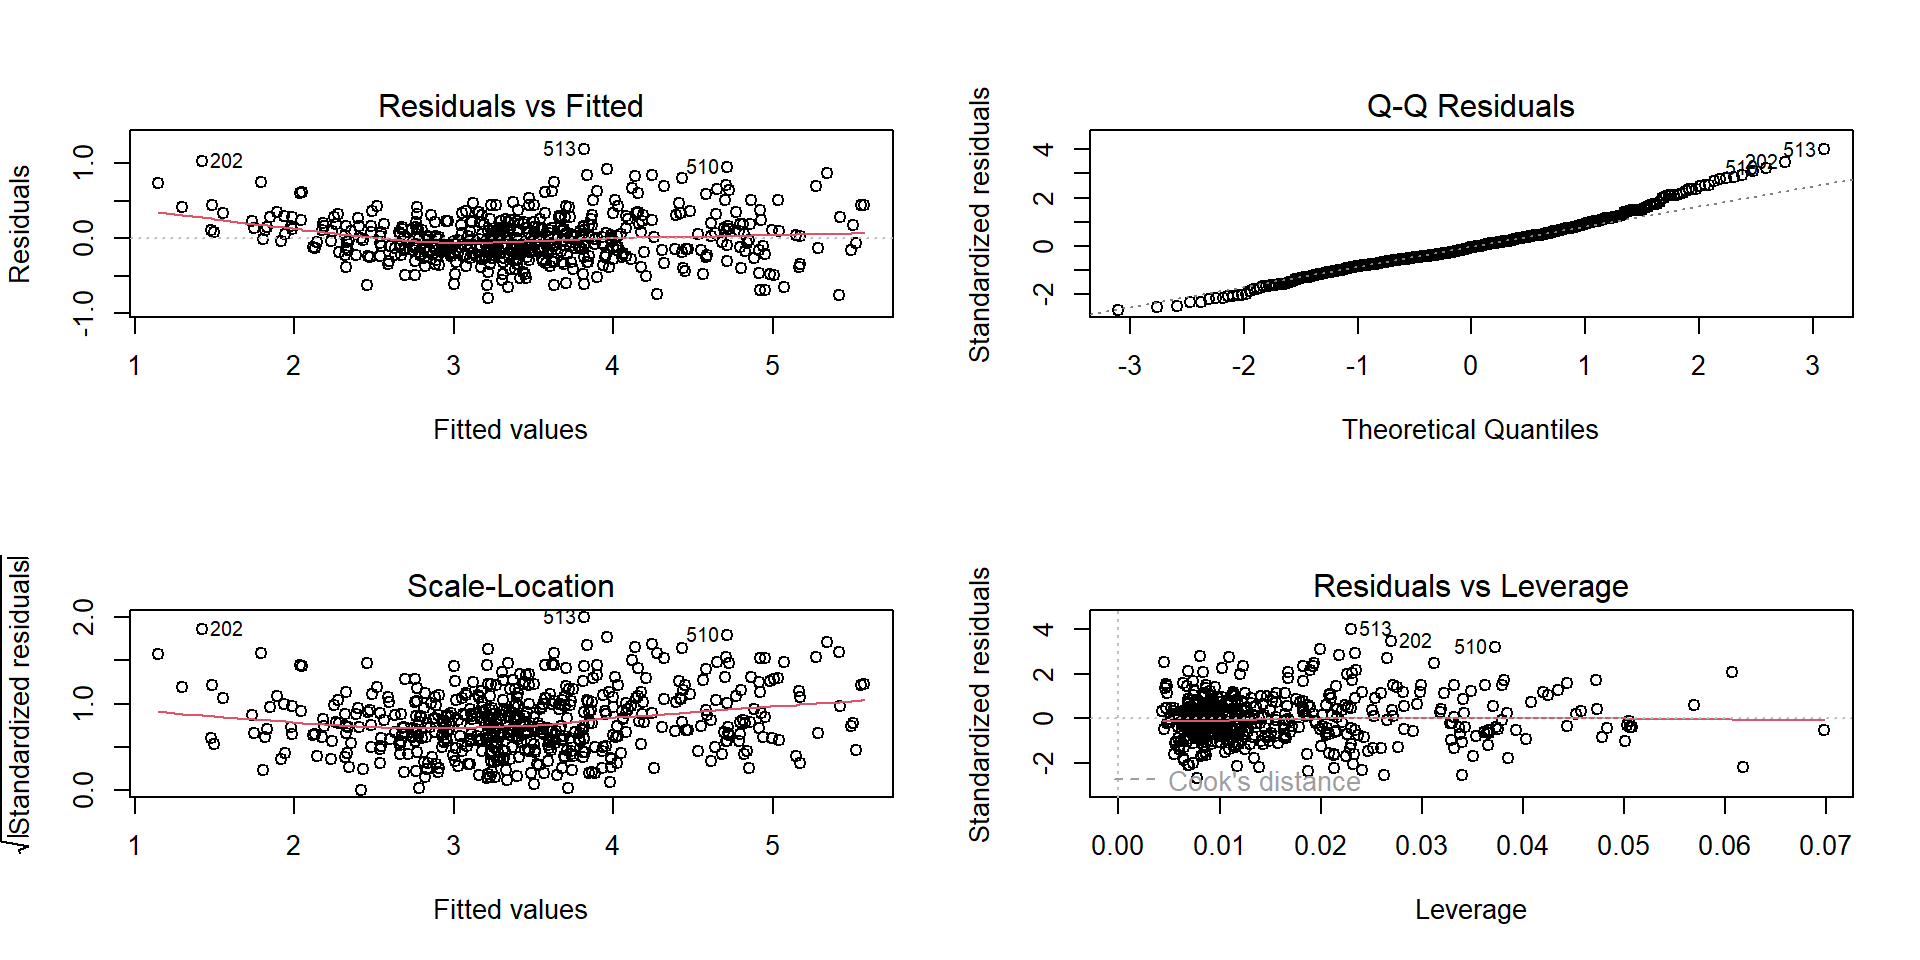 Residuals vs Fitted
Residuals
1.0
0.0
-1.0
202
513
510
1 2 3 4 5
Fitted values
Q-Q Residuals
Standardized residuals
4
2
0
-2
510
202
513
-3 -2 -1 0 1 2 3
Theoretical Quantiles
Scale-Location
√|Standardized residuals|
2.0
1.0
0.0
202
513
510
1 2 3 4 5
Fitted values
Residuals vs Leverage
Standardized residuals
4
2
0
-2
513
202
510
Cook's distance
0.00 0.01 0.02 0.03 0.04 0.05 0.06 0.07
Leverage